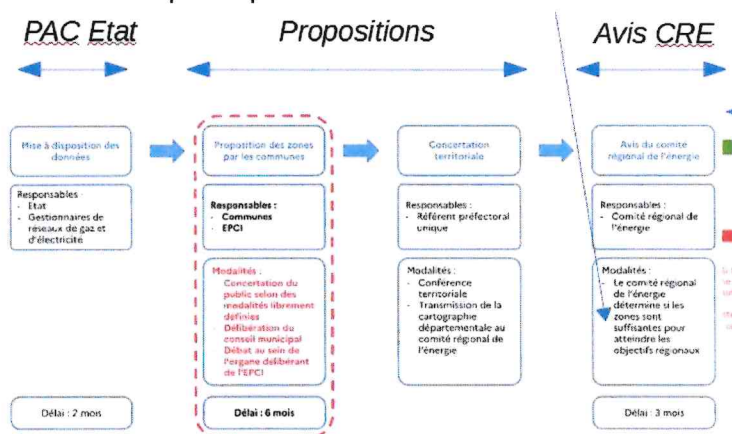 PAC Etat
Propositions
Avis CRE
Mise à disposition des
données
Proposition des zones
par les communes
Concertation
territoriale
Avis du comité
régional de l'énergie
Responsables :
- Etat
- Gestionnaires de
réseaux de gaz et
d'électricité
Responsables :
- Communes
- EPCI
Responsables :
- Référent préfectoral
unique
Responsables :
- Comité régional de
l'énergie
Modalités :
Concertation du
public selon des
modalités librement
définies
Délibération du
conseil municipal
Débat au sein de
l'organe délibérant
de l'EPCI
Modalités :
- Conférence
territoriale
- Transmission de la
cartographie
départementale au
comité régional de
l'énergie
Modalités :
- Le comité régional
de l'énergie
détermine si les
zones sont
suffisantes pour
atteindre les
objectifs régionaux
Délai : 2 mois
Délai : 6 mois
Délai : 3 mois